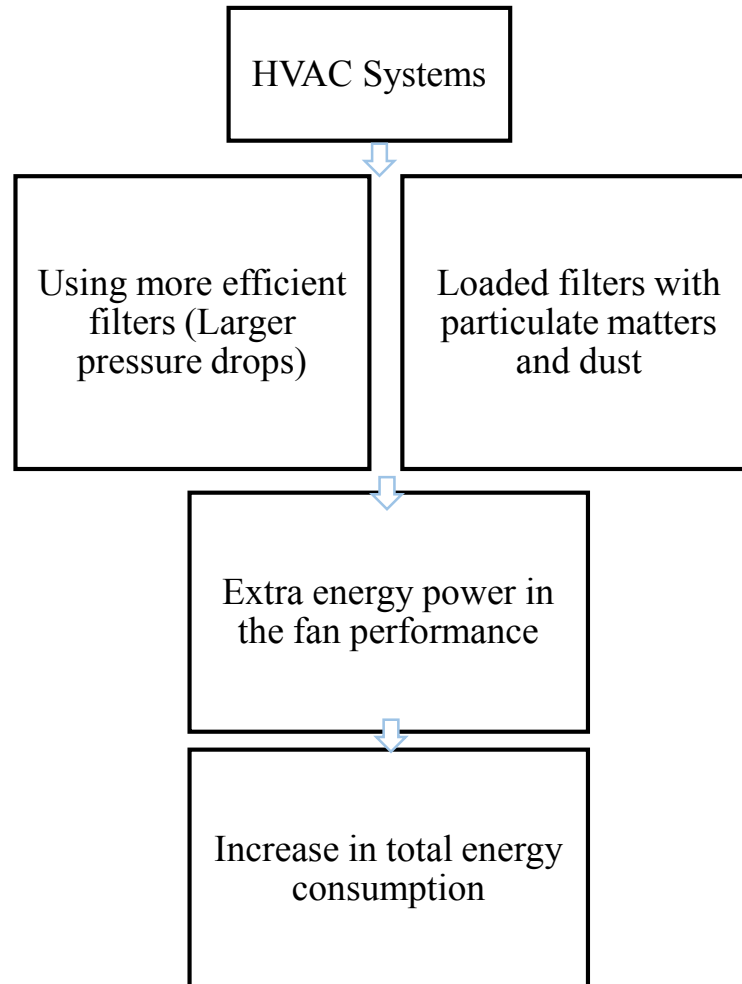 HVAC Systems
Using more efficient
filters (Larger
pressure drops)
Loaded filters with
particulate matters
and dust
Extra energy power in
the fan performance
Increase in total energy
consumption